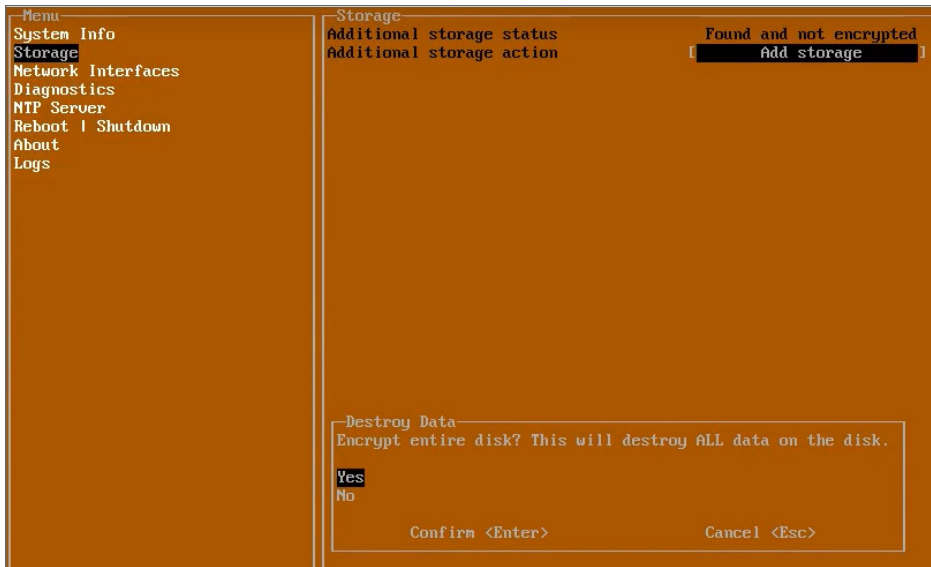 Menu
System Info
Storage
Network Interfaces
Diagnostics
NTP Server
Reboot | Shutdown
About
Logs
Storage
Additional storage status Found and not encrypted
Additional storage action [ Add storage ]
Destroy Data
Encrypt entire disk? This will destroy ALL data on the disk.
Yes
No
Confirm <Enter> Cancel <Esc>